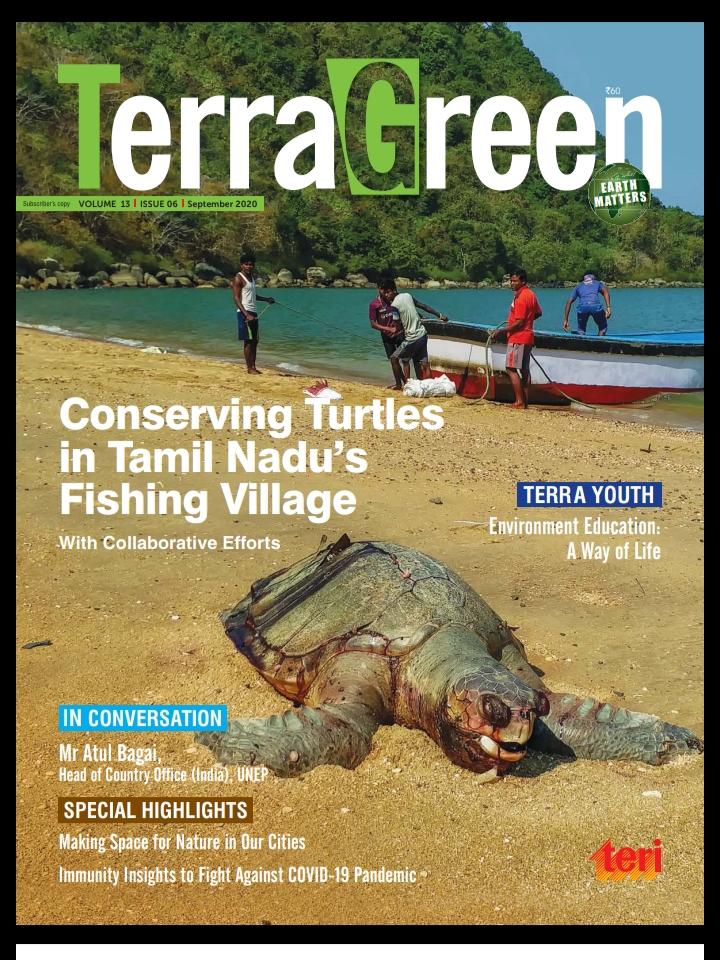 ₹60
TerraGreen
EARTH
MATTERS
Subscriber's copy VOLUME 13 | ISSUE 06 | September 2020
Conserving Turtles
in Tamil Nadu's
Fishing Village
With Collaborative Efforts
TERRA YOUTH
Environment Education:
A Way of Life
IN CONVERSATION
Mr Atul Bagai,
Head of Country Office (India), UNEP
SPECIAL HIGHLIGHTS
Making Space for Nature in Our Cities
Immunity Insights to Fight Against COVID-19 Pandemic
teri